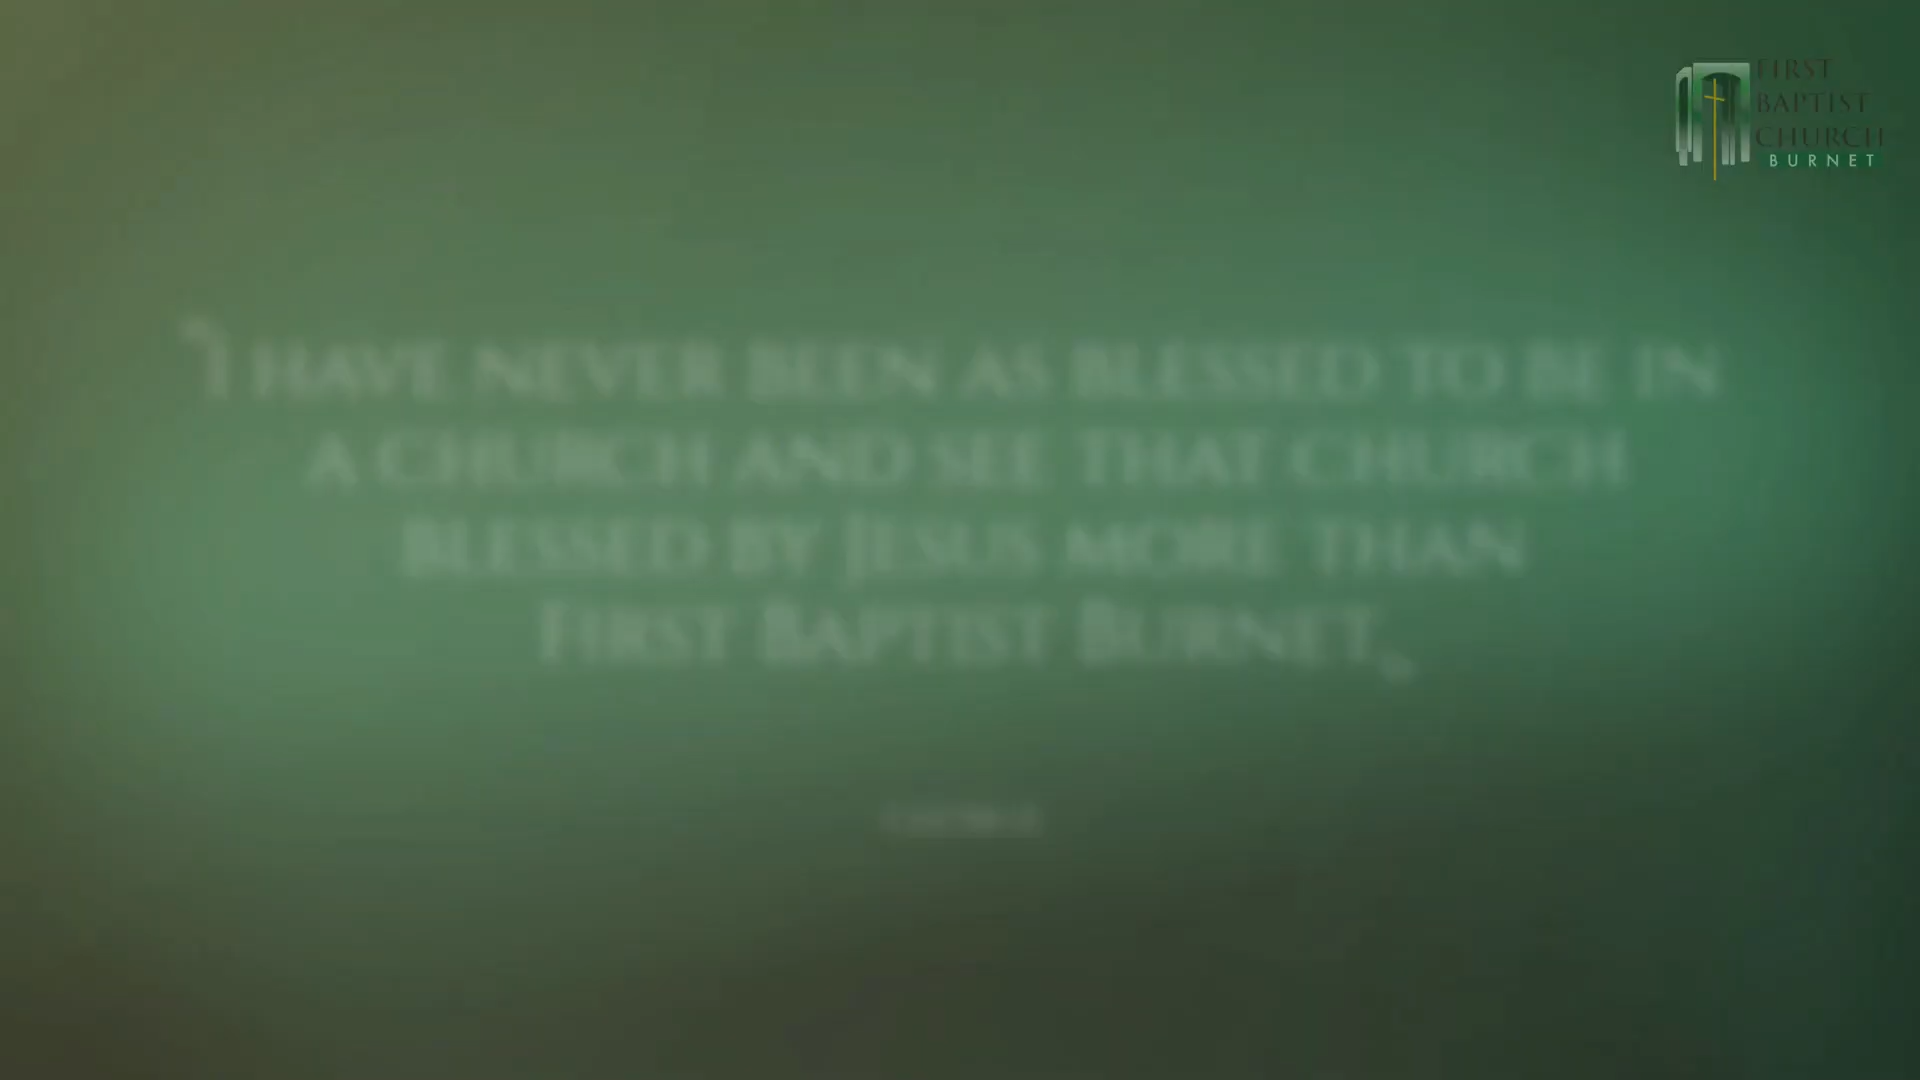 FIRST
BAPTIST
CHURCH
BURNET
"I HAVE NEVER BEEN AS BLESSED TO BE IN
A CHURCH AND SEE THAT CHURCH
BLESSED BY JESUS MORE THAN
FIRST BAPTIST BURNET"